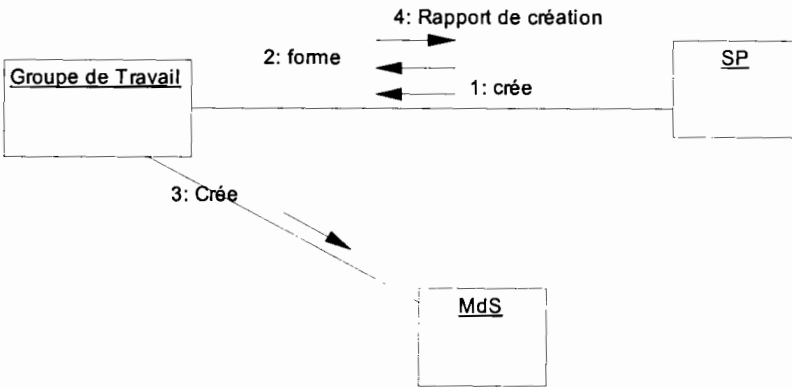 4: Rapport de création
2: forme
SP
Groupe de Travail
1: crée
3: Crée
MdS